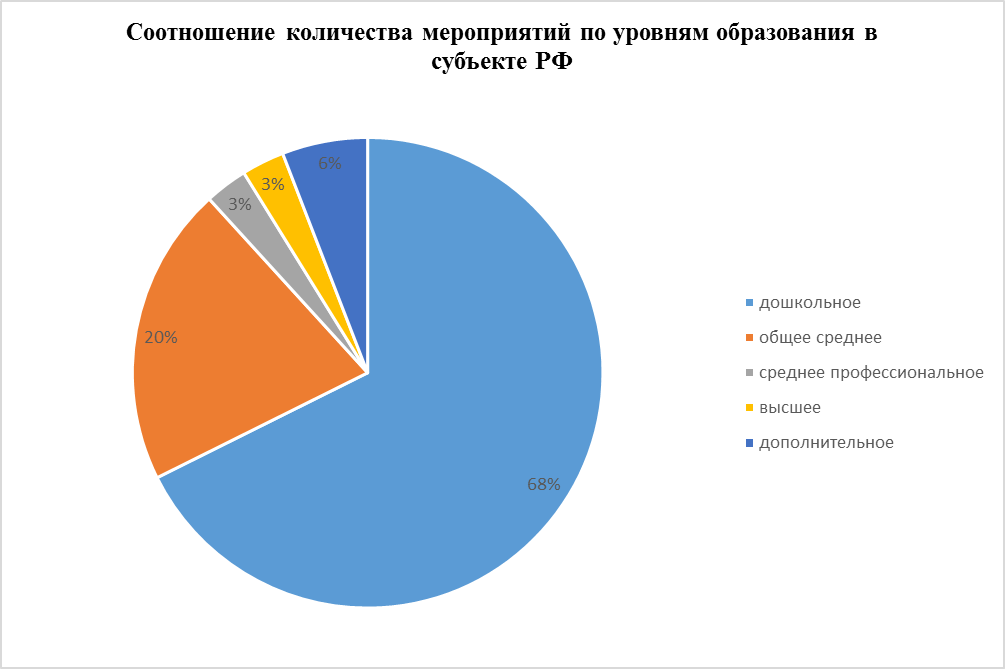 Соотношение количества мероприятий по уровням образования в
субъекте РФ
6%
3%
3%
20%
68%
дошкольное
общее среднее
среднее профессиональное
высшее
дополнительное